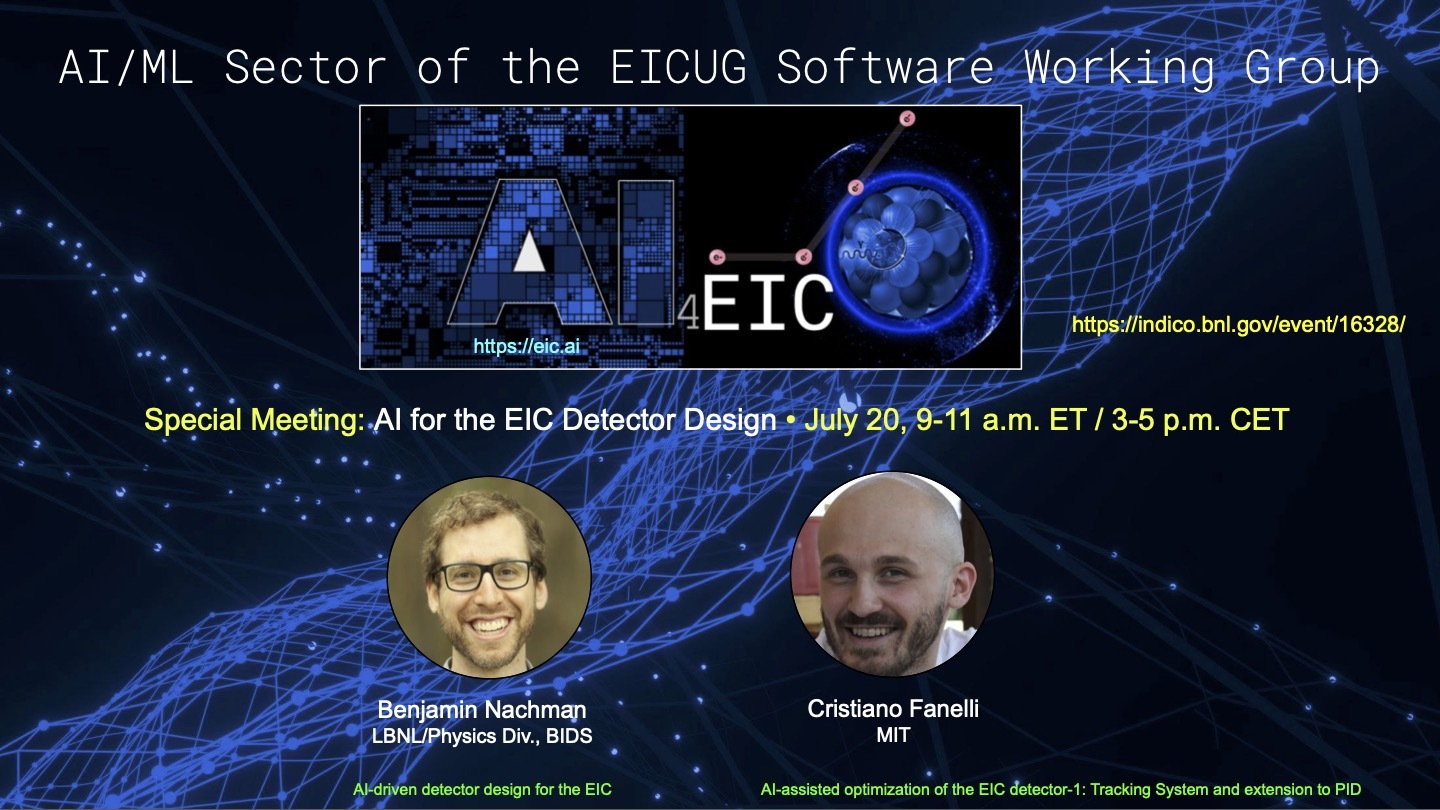 AI/ML Sector of the EICUG Software Working Group
AI
4EIC
e-
e-
e-
e-
γ
https://eic.ai
https://indico.bnl.gov/event/16328/
Special Meeting: AI for the EIC Detector Design • July 20, 9-11 a.m. ET / 3-5 p.m. CET
Benjamin Nachman
LBNL/Physics Div., BIDS
Cristiano Fanelli
MIT
AI-driven detector design for the EIC
AI-assisted optimization of the EIC detector-1: Tracking System and extension to PID